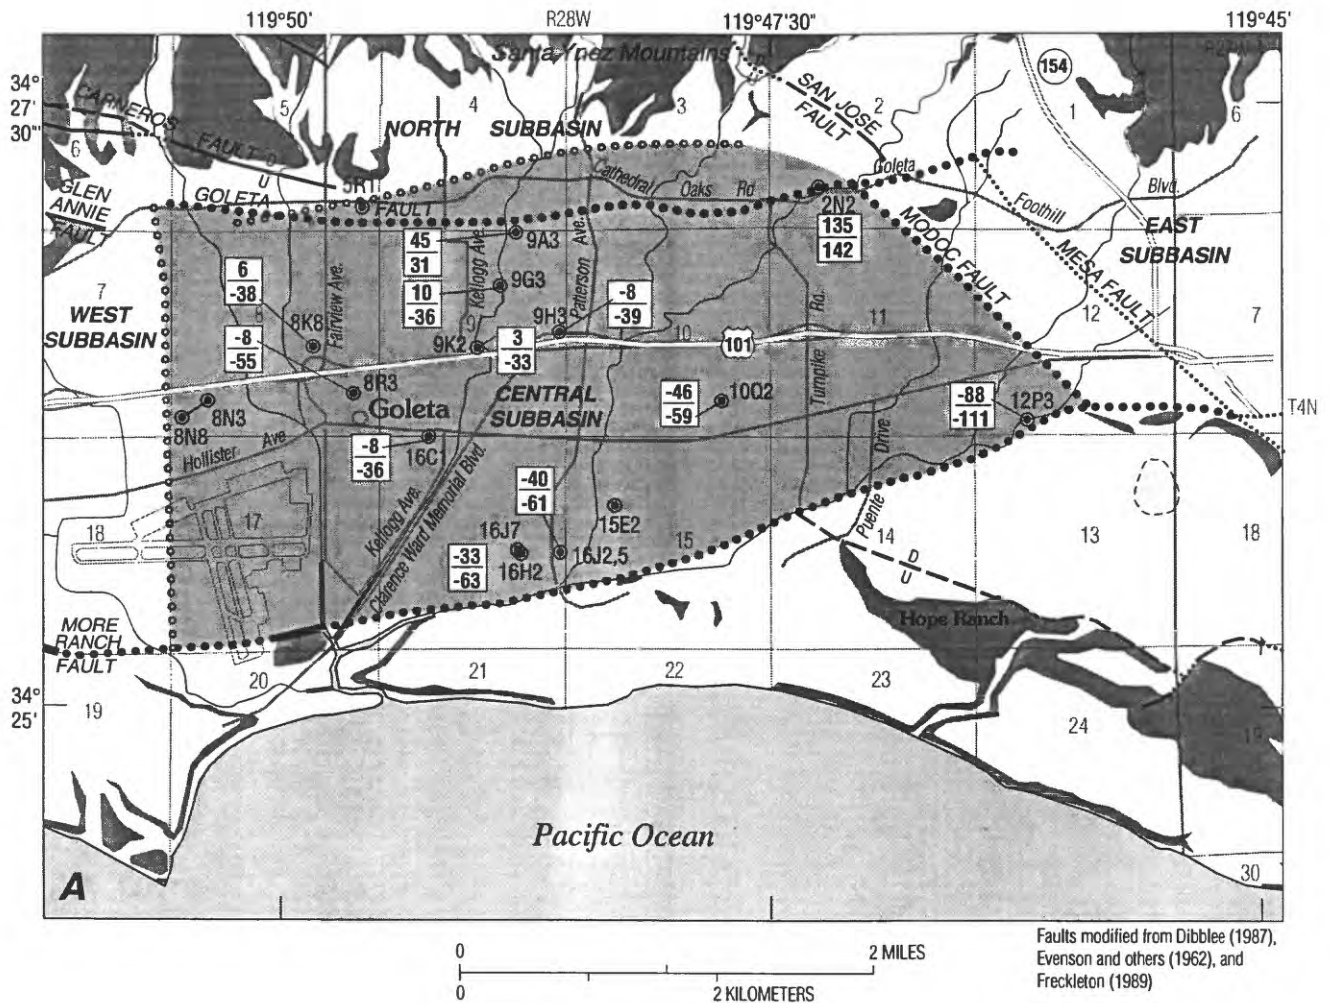 119°50'
R28W
119°47'30"
119°45'
34°
27'
30"
Santa Ynez Mountains
R27W
154
CARNEROS
FAULT
D
U
5
4
3
2
1
6
6
NORTH SUBBASIN
SAN JOSE
FAULT
D
U
GLEN
ANNIE
FAULT
GOLETA
FAULT
5R1
Cathedral
Oaks
Rd
Goleta
Foothill
Blvd.
2N2
135
142
MODOC FAULT
MESA FAULT
EAST
SUBBASIN
45
31
9A3
Kellogg Ave.
Patterson Ave.
10
-36
9G3
7
WEST
SUBBASIN
6
-38
8
8K8
Fairview Ave.
9
9H3
-8
-39
10
11
12
7
-8
-55
9K2
3
-33
101
Turnpike Rd.
8R3
CENTRAL
SUBBASIN
-46
-59
10Q2
-88
-111
12P3
T4N
8N3
8N8
Goleta
Hollister Ave
-8
-36
16C1
Kellogg Ave.
Clarence Ward Memorial Blvd.
-40
-61
15E2
Puente Drive
18
17
16J7
16H2
16J2,5
15
14
13
18
-33
-63
D
U
Hope Ranch
MORE
RANCH
FAULT
34°
25'
19
20
21
22
23
24
19
30
Pacific Ocean
A
0
2 MILES
0
2 KILOMETERS
Faults modified from Dibblee (1987),
Evenson and others (1962), and
Freckleton (1989)